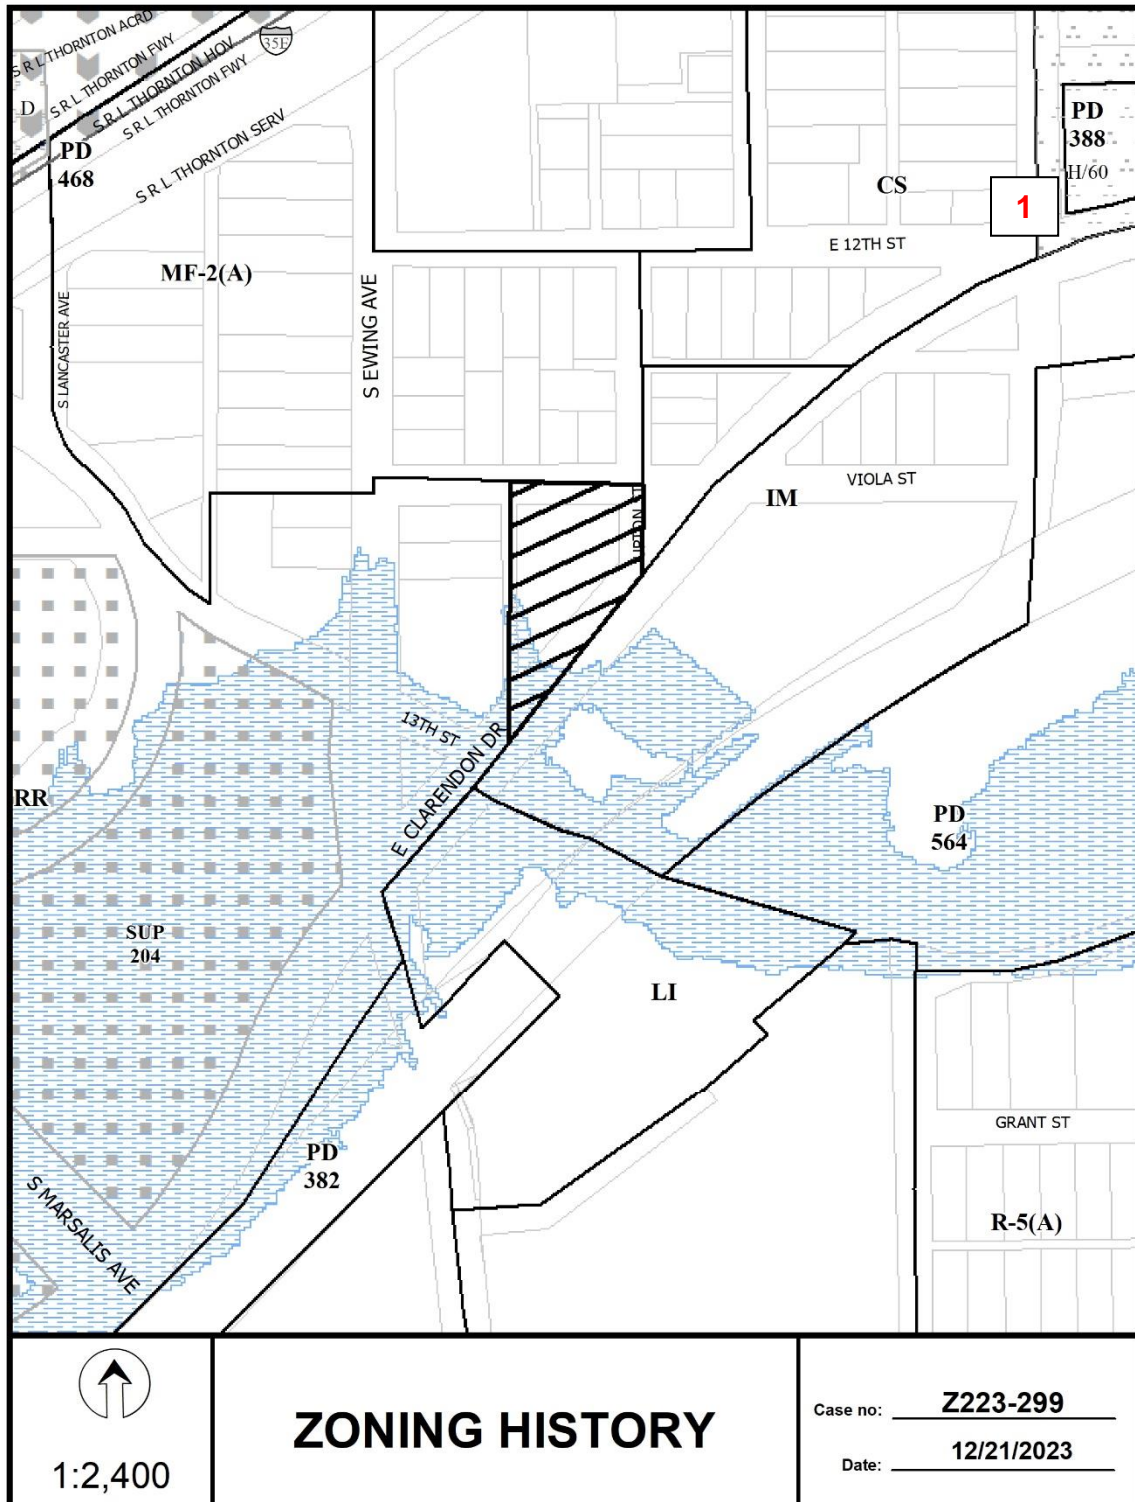 S R L THORNTON ACRD
S R L THORNTON FWY
S R L THORNTON HOV
S R L THORNTON FWY
35E
D
PD
468
S R L THORNTON SERV
PD
388
H/60
CS
1
E 12TH ST
MF-2(A)
S LANCASTER AVE
S EWING AVE
VIOLA ST
IM
13TH ST
E CLARENDON DR
RR
PD
564
SUP
204
LI
GRANT ST
PD
382
S MARSALIS AVE
R-5(A)
1:2,400
ZONING HISTORY
Case no: Z223-299
Date: 12/21/2023